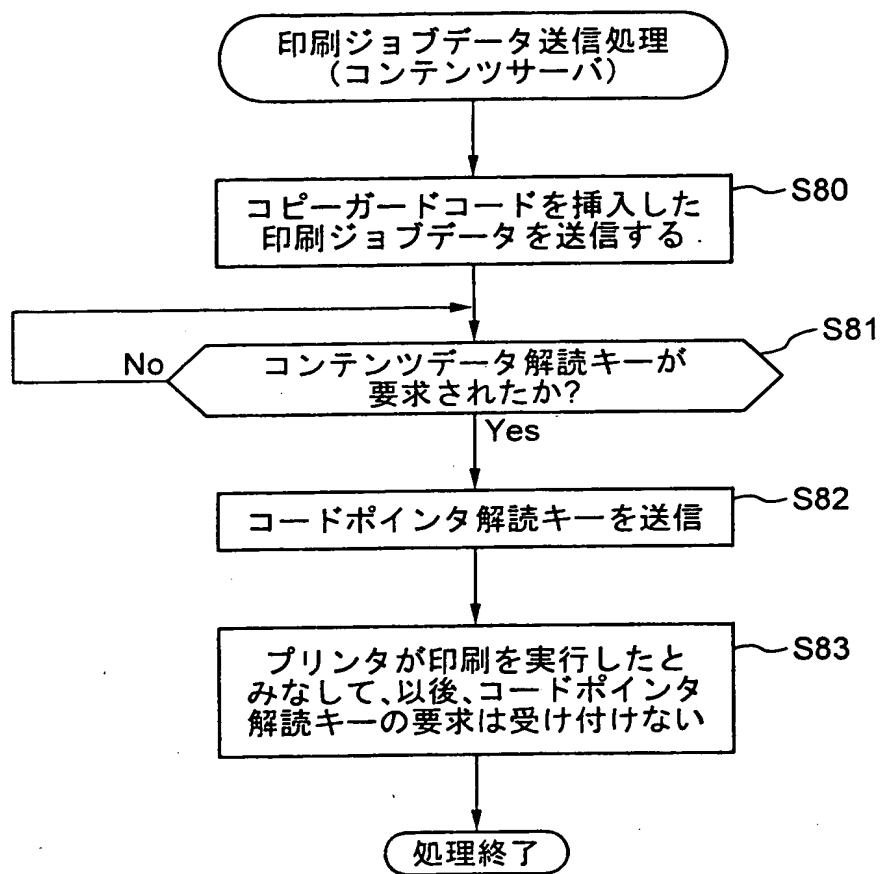 印刷ジョブデータ送信処理
(コンテンツサーバ)
コピーガードコードを挿入した
印刷ジョブデータを送信する
S80
コンテンツデータ解読キーが
要求されたか?
S81
No
Yes
コードポインタ解読キーを送信
S82
プリンタが印刷を実行したと
みなして、以後、コードポインタ
解読キーの要求は受け付けない
S83
処理終了